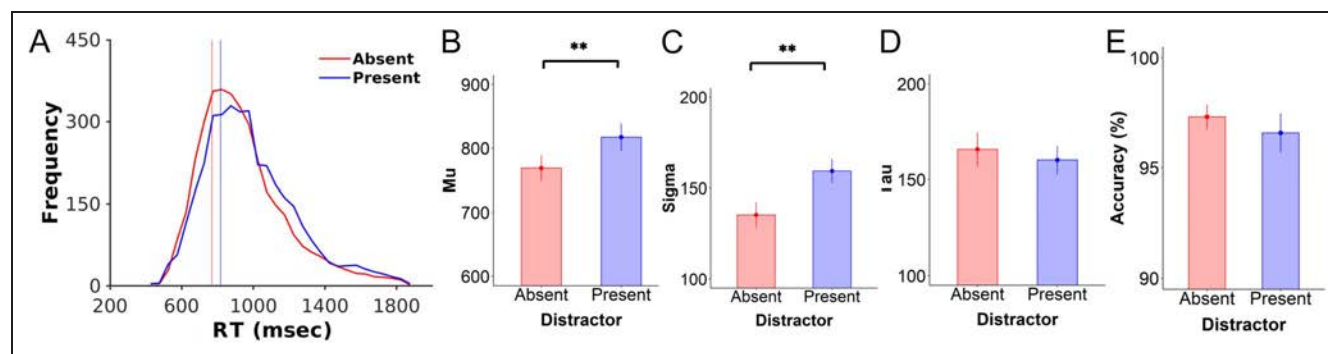 A
450
300
150
0
Frequency
200
600
1000
1400
1800
RT (msec)
Absent
Present
B
**
900
800
700
600
Mu
Absent
Present
Distractor
C
**
200
150
100
Sigma
Absent
Present
Distractor
D
200
150
100
Tau
Absent
Present
Distractor
E
100
95
90
Accuracy (%)
Absent
Present
Distractor